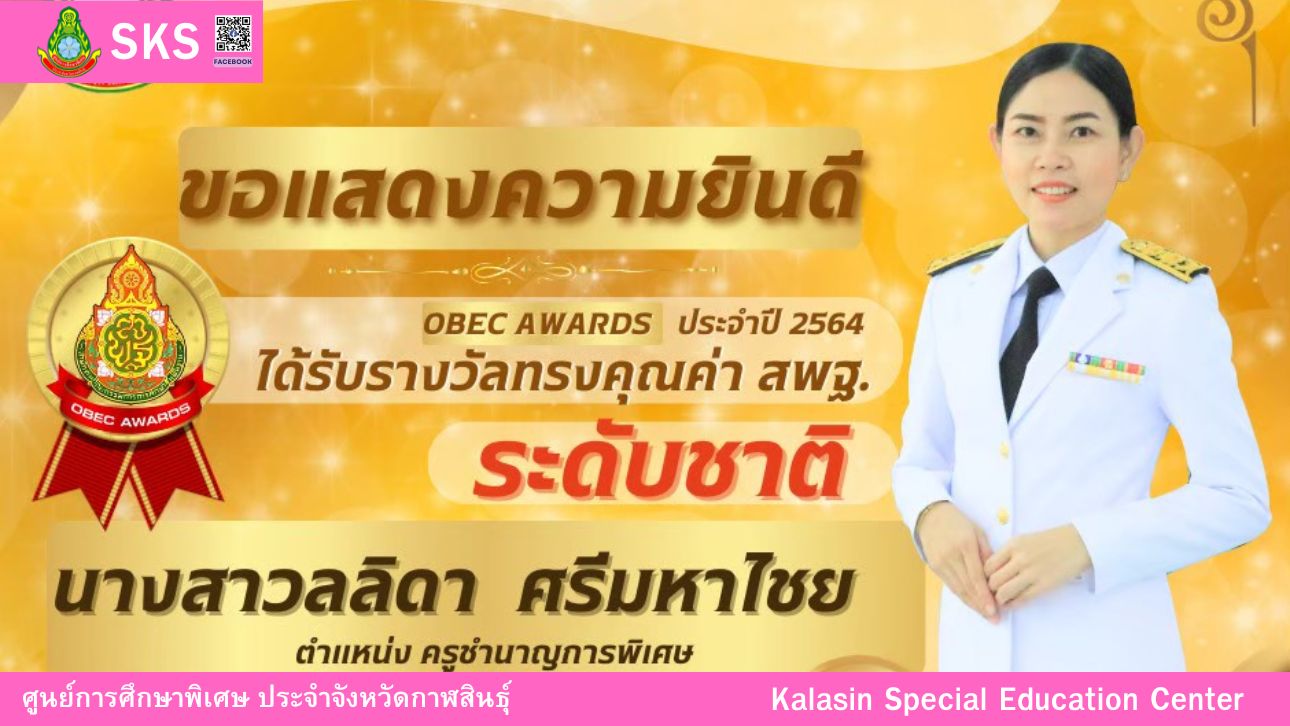 SKS
FACEBOOK
ขอแสดงความยินดี
OBEC AWARDS ประจำปี 2564
ได้รับรางวัลทรงคุณค่า สพฐ.
OBEC AWARDS
ระดับชาติ
นางสาวลลิดา ศรีมหาไชย
ตำแหน่ง ครูชำนาญการพิเศษ
ศูนย์การศึกษาพิเศษ ประจำจังหวัดกาฬสินธุ์
Kalasin Special Education Center